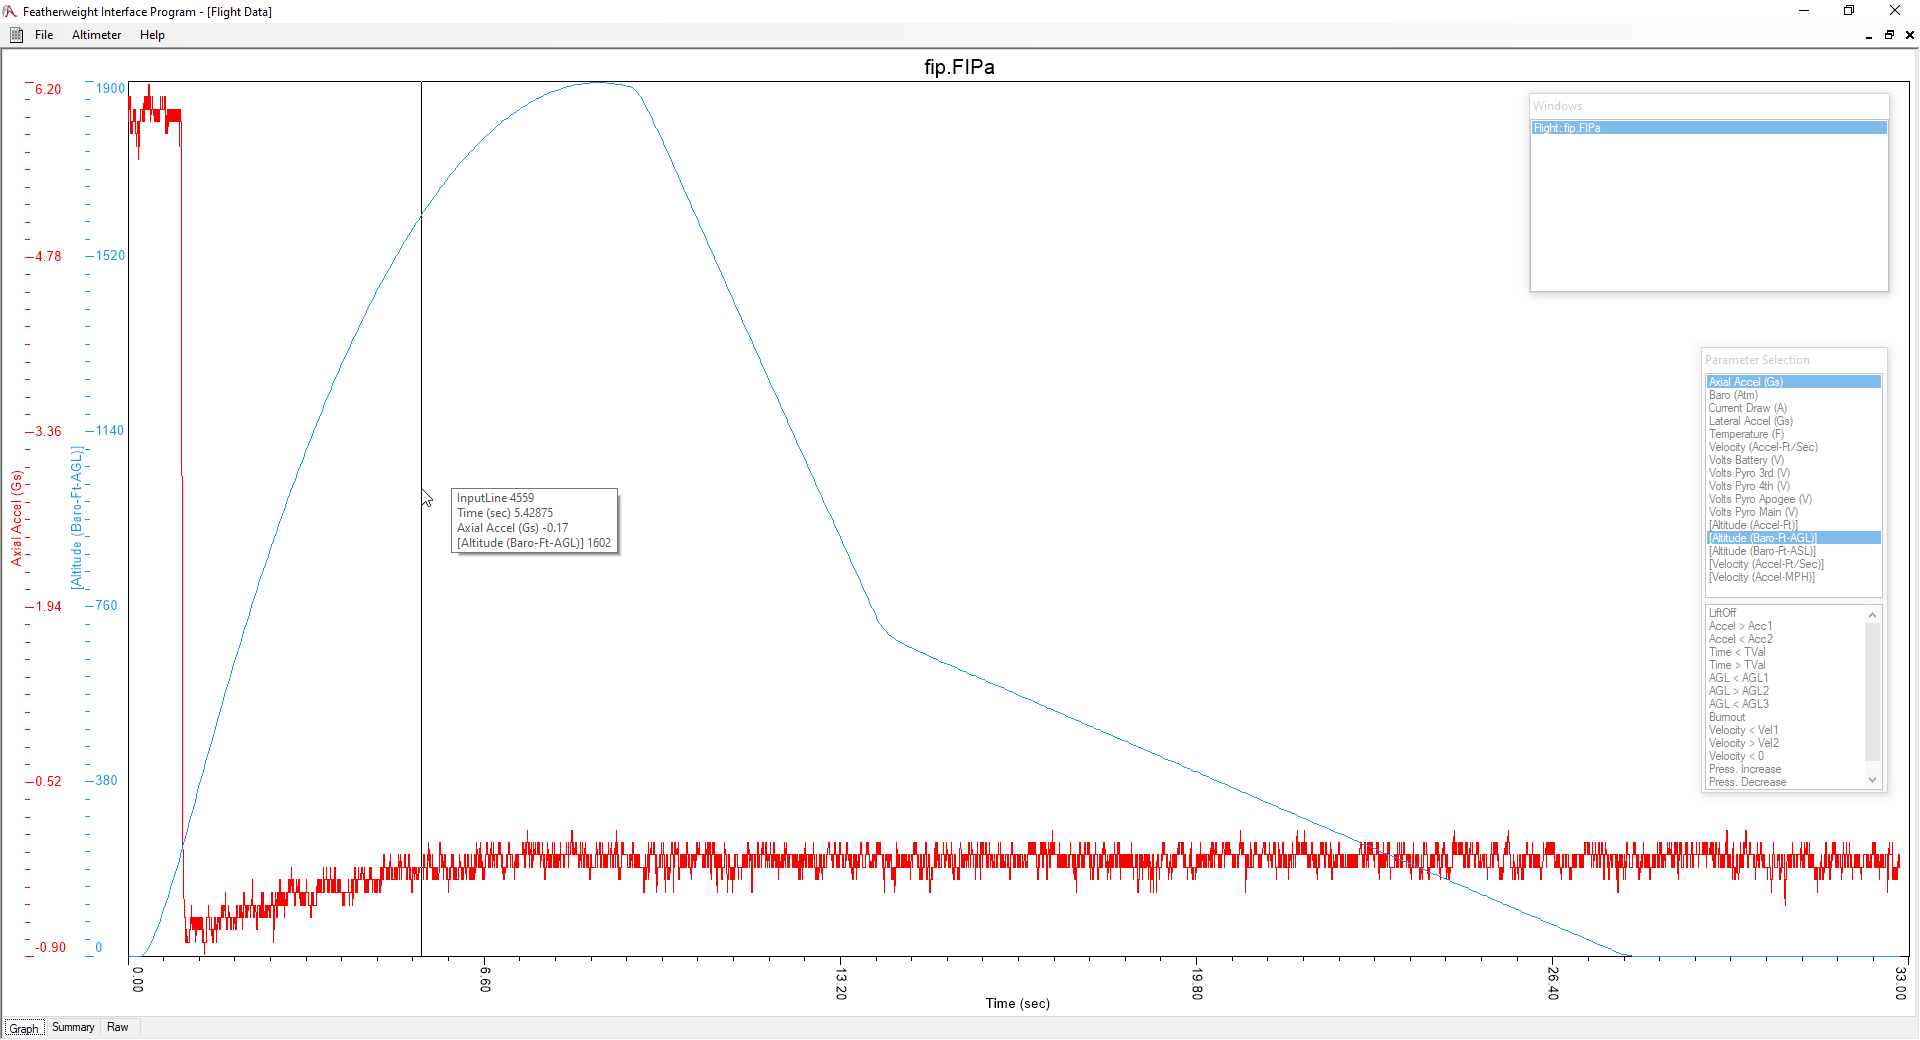 Featherweight Interface Program - [Flight Data]
File Altimeter Help
fip.FIPa
6.20
4.78
3.36
1.94
0.52
-0.90
Axial Accel (Gs)
1900
1520
1140
760
380
0
[Altitude (Baro-Ft-AGL)]
InputLine 4559
Time (sec) 5.42875
Axial Accel (Gs) -0.17
[Altitude (Baro-Ft-AGL)] 1602
Windows
Flight: fip.FIPa
Parameter Selection
Axial Accel (Gs)
Baro (Atm)
Current Draw (A)
Lateral Accel (Gs)
Temperature (F)
Velocity (Accel-Ft/Sec)
Volts Battery (V)
Volts Pyro 3rd (V)
Volts Pyro 4th (V)
Volts Pyro Apogee (V)
Volts Pyro Main (V)
[Altitude (Accel-Ft)]
[Altitude (Baro-Ft-AGL)]
[Altitude (Baro-Ft-ASL)]
[Velocity (Accel-Ft/Sec)]
[Velocity (Accel-MPH)]
LiftOff
Accel > Acc1
Accel < Acc2
Time < TVal
Time > TVal
AGL < AGL1
AGL > AGL2
AGL < AGL3
Burnout
Velocity < Vel1
Velocity > Vel2
Velocity < 0
Press. Increase
Press. Decrease
0.00
6.60
13.20
19.80
26.40
33.00
Time (sec)
Graph Summary Raw